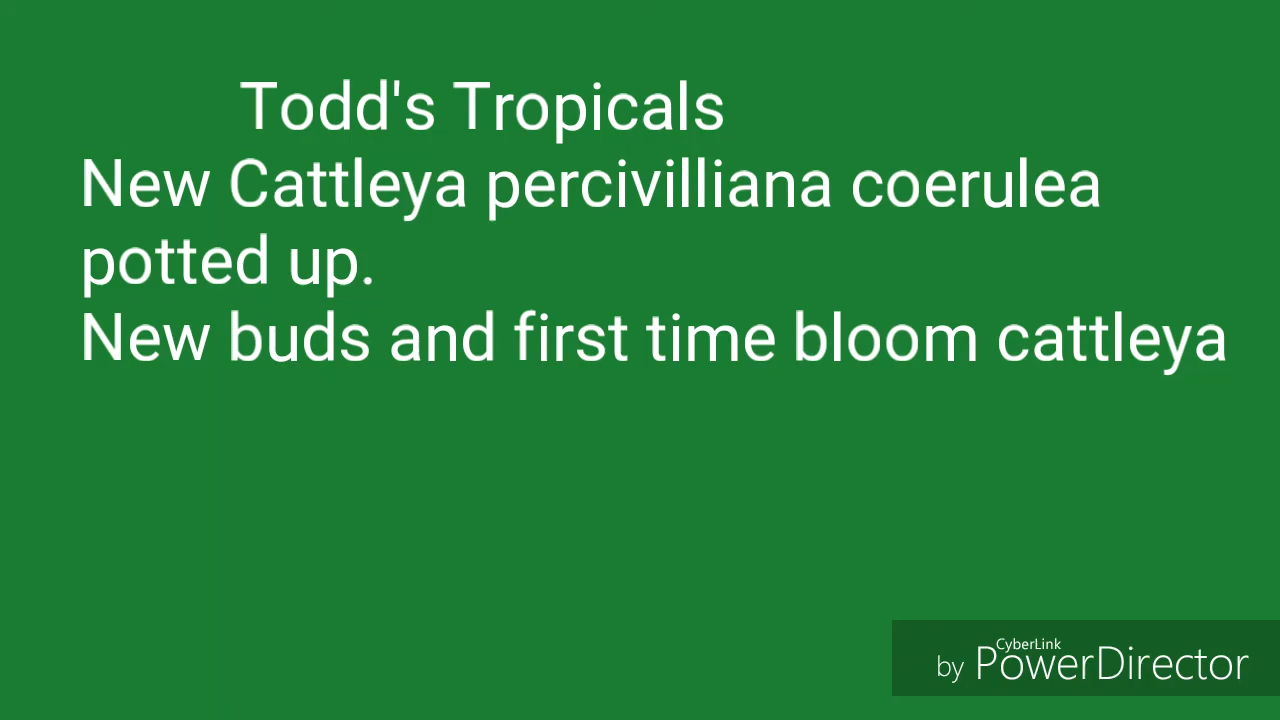 Todd's Tropicals
New Cattleya percivilliana coerulea
potted up.
New buds and first time bloom cattleya
CyberLink
by PowerDirector